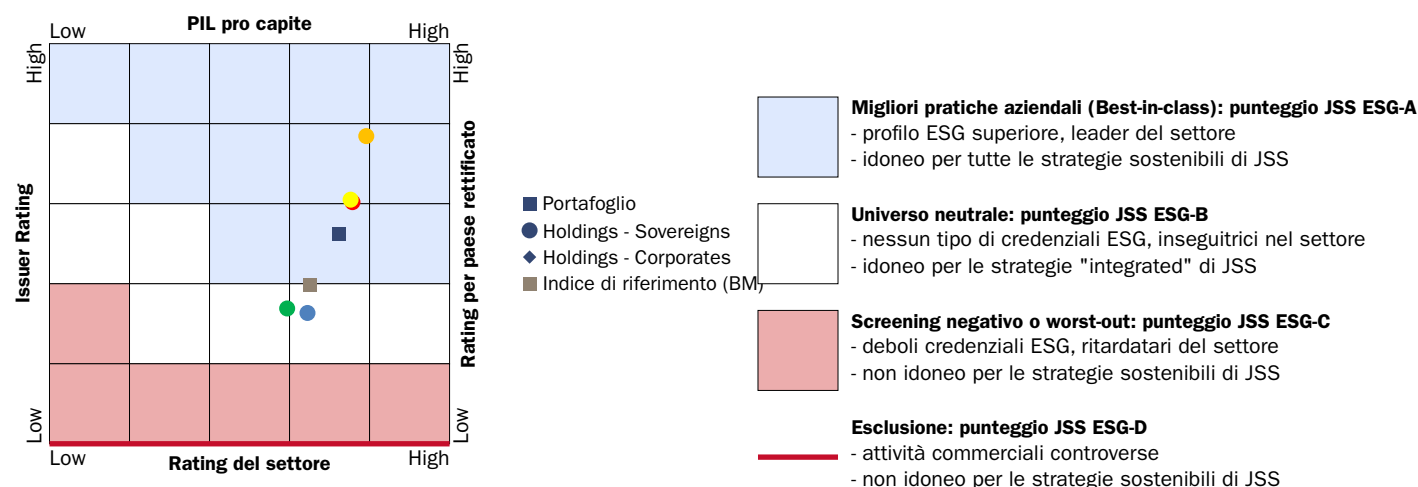 PIL pro capite
Low
High
High
High
Issuer Rating
Rating per paese rettificato
Low
Low
Low
Rating del settore
High
Portafoglio
Holdings - Sovereigns
Holdings - Corporates
Indice di riferimento (BM)
Migliori pratiche aziendali (Best-in-class): punteggio JSS ESG-A
- profilo ESG superiore, leader del settore
- idoneo per tutte le strategie sostenibili di JSS
Universo neutrale: punteggio JSS ESG-B
- nessun tipo di credenziali ESG, inseguitrici nel settore
- idoneo per le strategie "integrated" di JSS
Screening negativo o worst-out: punteggio JSS ESG-C
- deboli credenziali ESG, ritardatari del settore
- non idoneo per le strategie sostenibili di JSS
Esclusione: punteggio JSS ESG-D
- attività commerciali controverse
- non idoneo per le strategie sostenibili di JSS